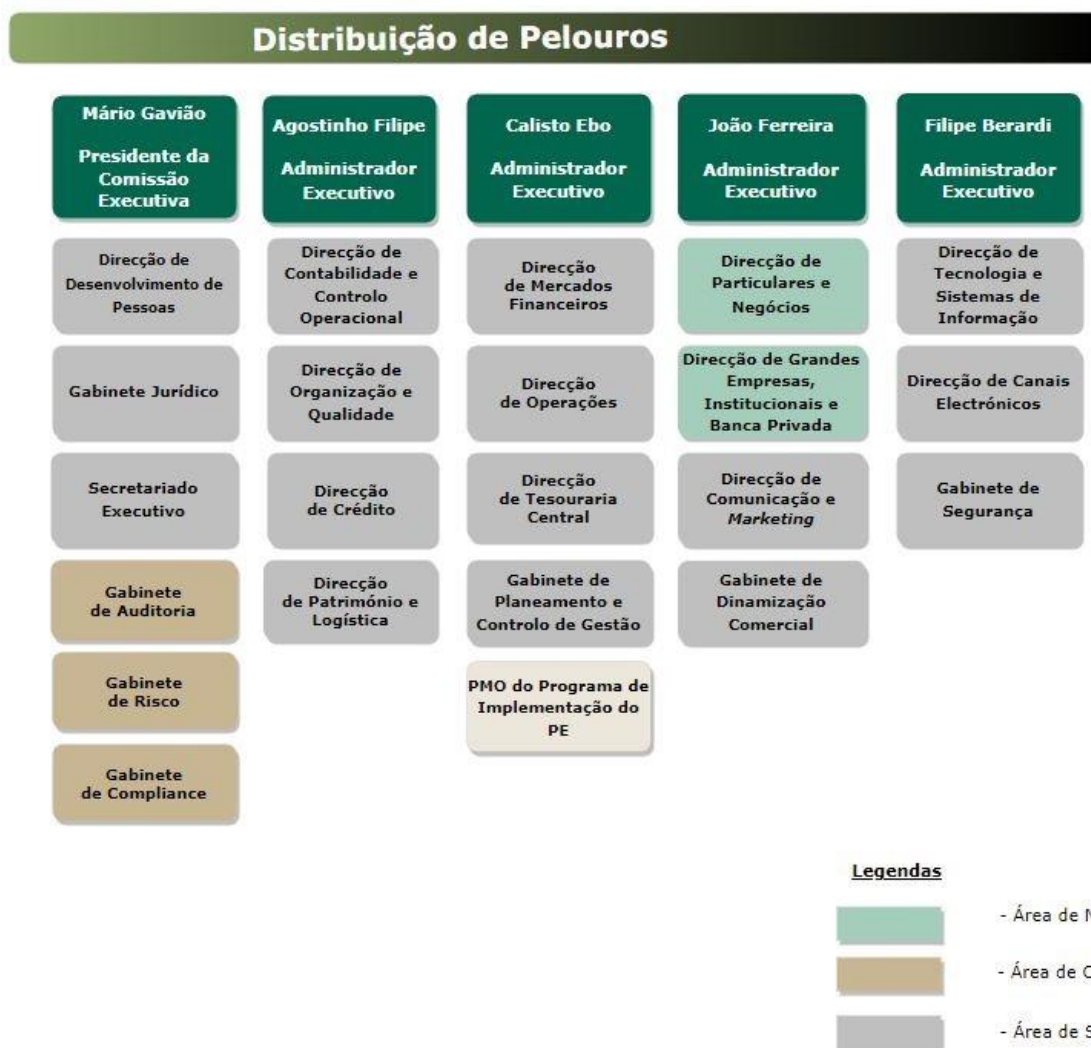 Distribuição de Pelouros
Mário Gavião
Presidente da
Comissão
Executiva
Direcção de
Desenvolvimento de
Pessoas
Gabinete Jurídico
Secretariado
Executivo
Gabinete
de Auditoria
Gabinete
de Risco
Gabinete
de Compliance
Agostinho Filipe
Administrador
Executivo
Direcção de
Contabilidade e
Controlo
Operacional
Direcção de
Organização e
Qualidade
Direcção
de Crédito
Direcção
de Património e
Logística
Calisto Ebo
Administrador
Executivo
Direcção
de Mercados
Financeiros
Direcção
de Operações
Direcção
de Tesouraria
Central
Gabinete de
Planeamento e
Controlo de Gestão
PMO do Programa de
Implementação do
PE
João Ferreira
Administrador
Executivo
Direcção de
Particulares e
Negócios
Direcção de Grandes
Empresas,
Institucionais e
Banca Privada
Direcção de
Comunicação e
Marketing
Gabinete de
Dinamização
Comercial
Filipe Berardi
Administrador
Executivo
Direcção de
Tecnologia e
Sistemas de
Informação
Direcção de Canais
Electrónicos
Gabinete de
Segurança
Legendas
- Área de
- Área de
- Área de